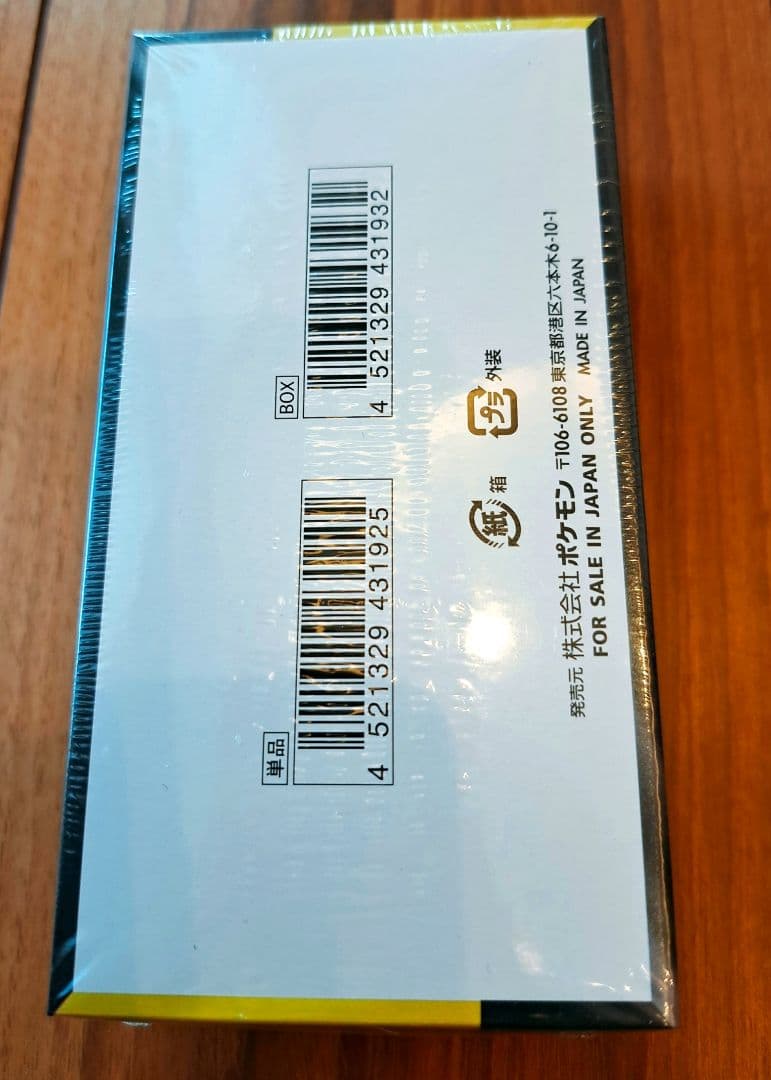 単品
4 521329 431925
BOX
4 521329 431932
紙 箱
プラ 外装
発売元 株式会社 ポケモン 〒106-6108 東京都港区六本木6-10-1
FOR SALE IN JAPAN ONLY MADE IN JAPAN